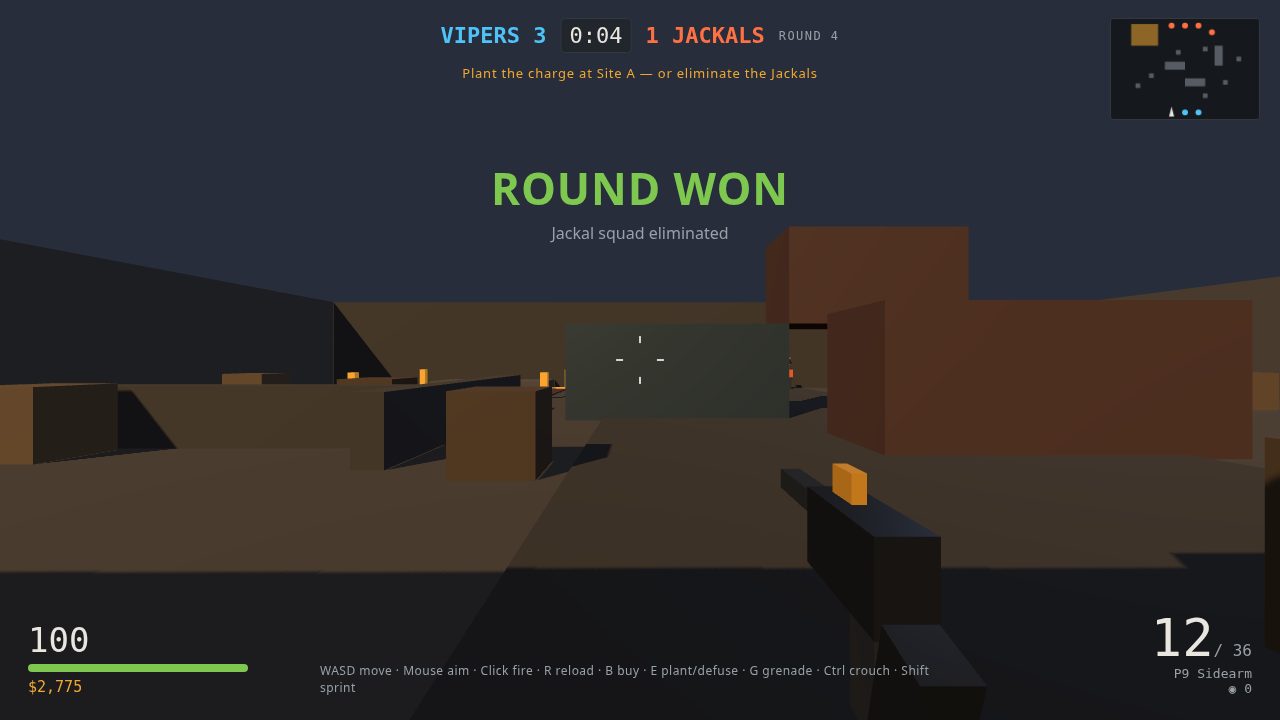 VIPERS 3 0:04 1 JACKALS ROUND 4
Plant the charge at Site A — or eliminate the Jackals
ROUND WON
Jackal squad eliminated
100
$2,775
WASD move · Mouse aim · Click fire · R reload · B buy · E plant/defuse · G grenade · Ctrl crouch · Shift
sprint
12 / 36
P9 Sidearm
◉ 0